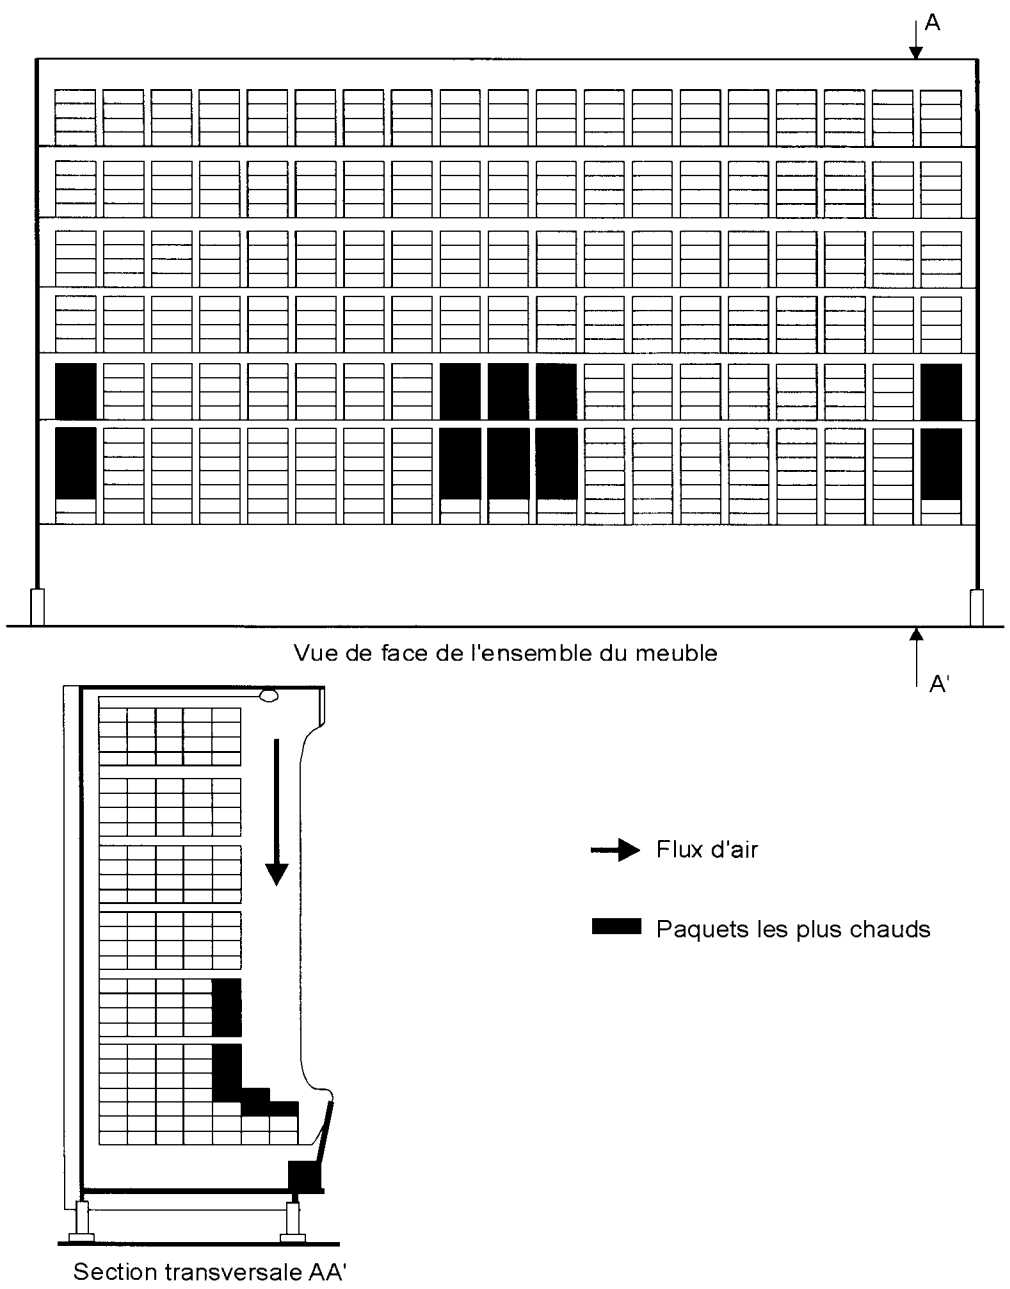 A
Vue de face de l'ensemble du meuble
A'
Flux d'air
Paquets les plus chauds
Section transversale AA'